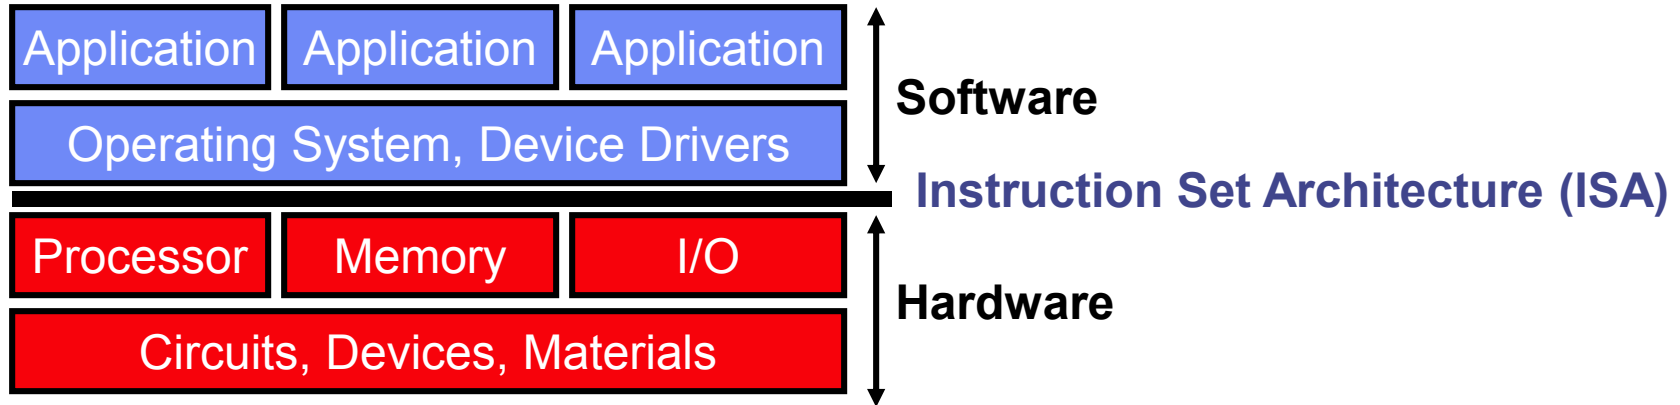 Application Application Application
Software
Operating System, Device Drivers
Instruction Set Architecture (ISA)
Processor Memory I/O
Hardware
Circuits, Devices, Materials